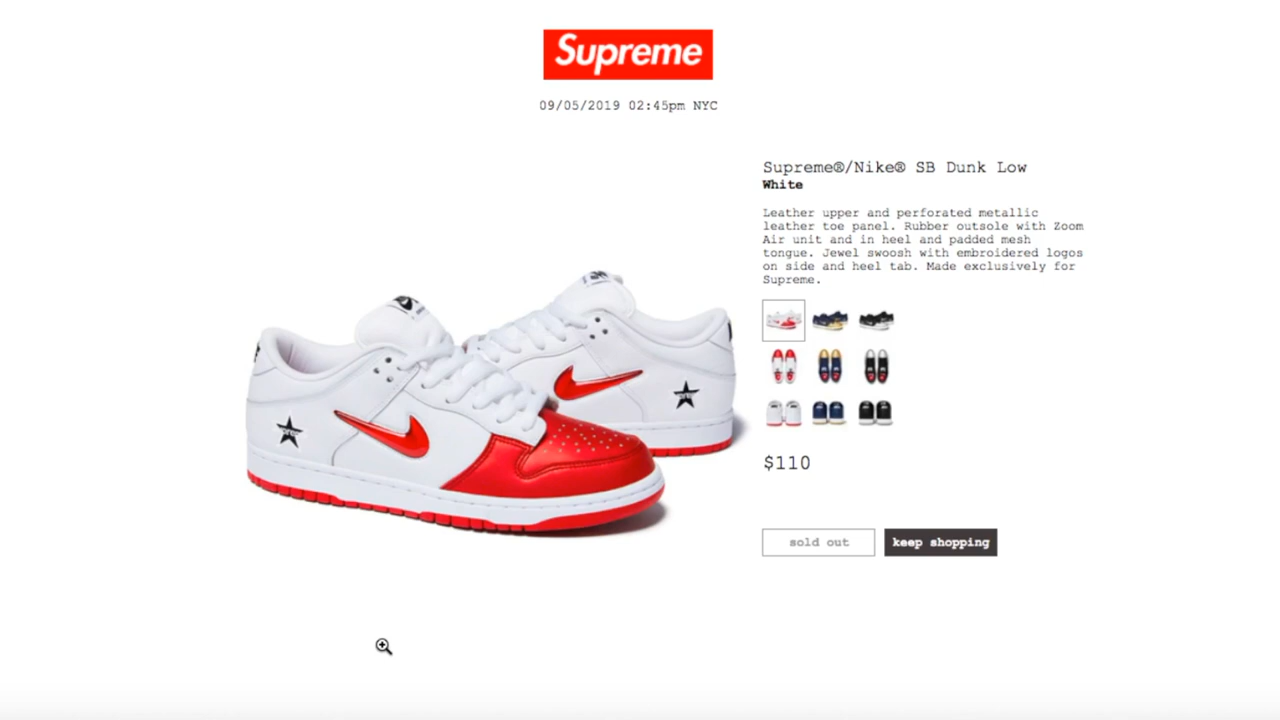 Supreme
09/05/2019 02:45pm NYC
Supreme®/Nike® SB Dunk Low
White
Leather upper and perforated metallic
leather toe panel. Rubber outsole with Zoom
Air unit and in heel and padded mesh
tongue. Jewel swoosh with embroidered logos
on side and heel tab. Made exclusively for
Supreme.
$110
sold out
keep shopping